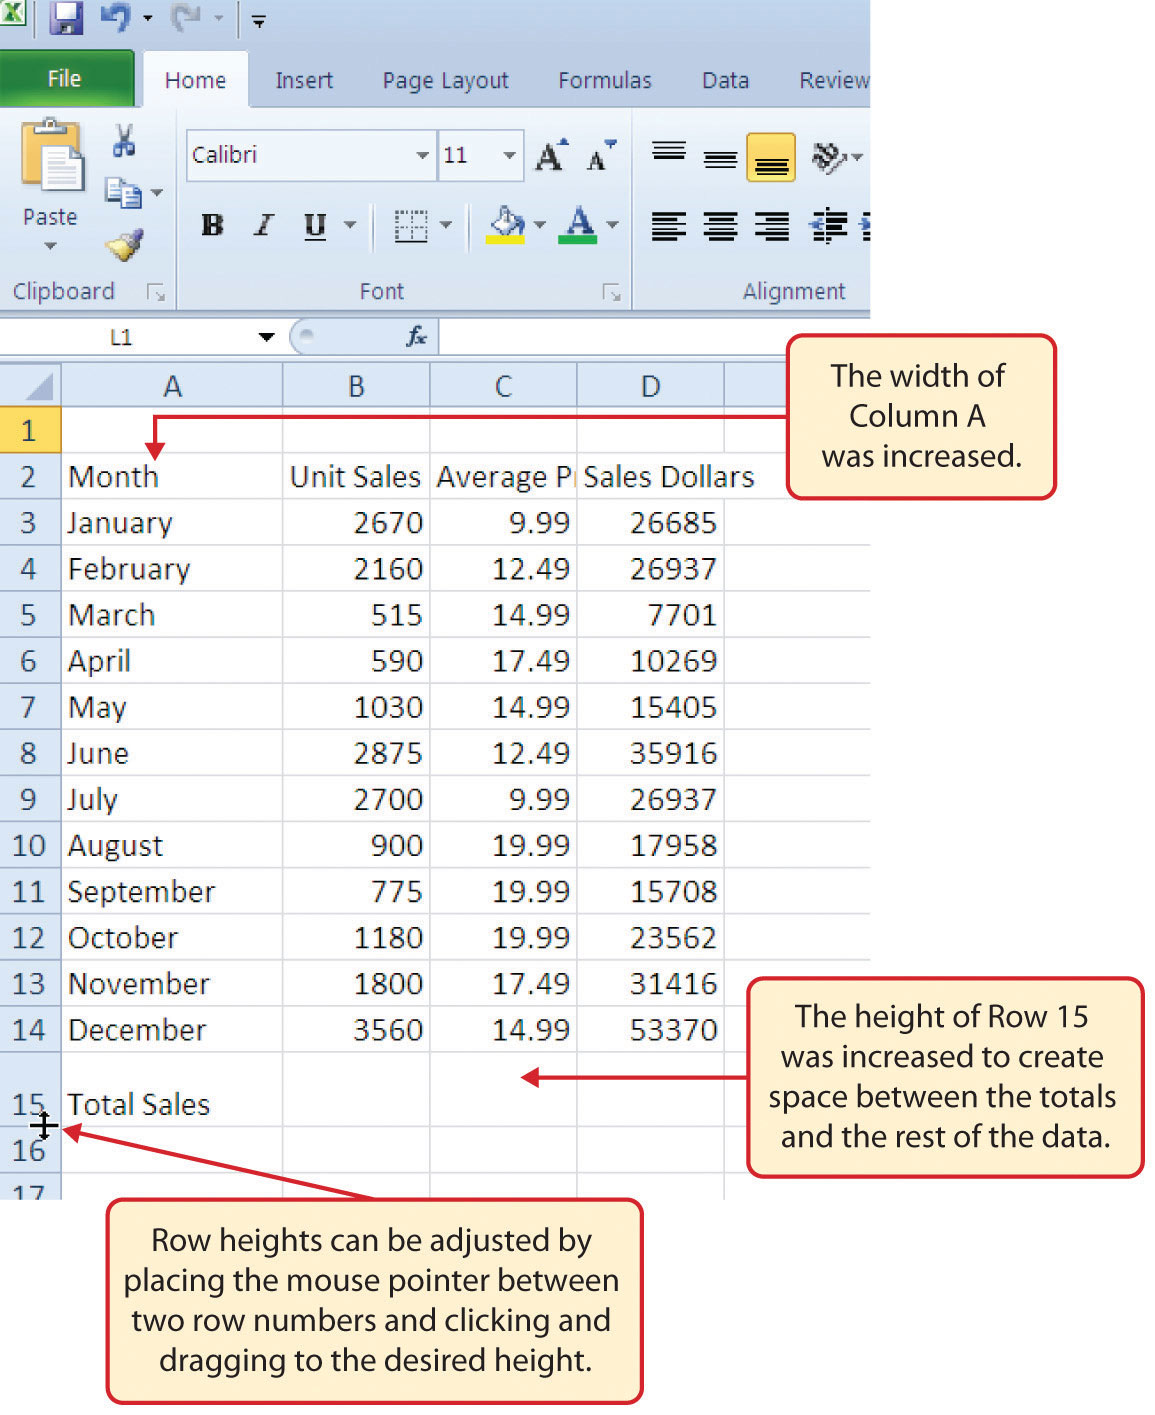 File Home Insert Page Layout Formulas Data Review
Calibri 11 A A
Paste B I U A
Clipboard Font Alignment
L1 fx
A B C D
1
2 Month Unit Sales Average Pr Sales Dollars
3 January 2670 9.99 26685
4 February 2160 12.49 26937
5 March 515 14.99 7701
6 April 590 17.49 10269
7 May 1030 14.99 15405
8 June 2875 12.49 35916
9 July 2700 9.99 26937
10 August 900 19.99 17958
11 September 775 19.99 15708
12 October 1180 19.99 23562
13 November 1800 17.49 31416
14 December 3560 14.99 53370
15 Total Sales
16
17
The width of
Column A
was increased.
The height of Row 15
was increased to create
space between the totals
and the rest of the data.
Row heights can be adjusted by
placing the mouse pointer between
two row numbers and clicking and
dragging to the desired height.